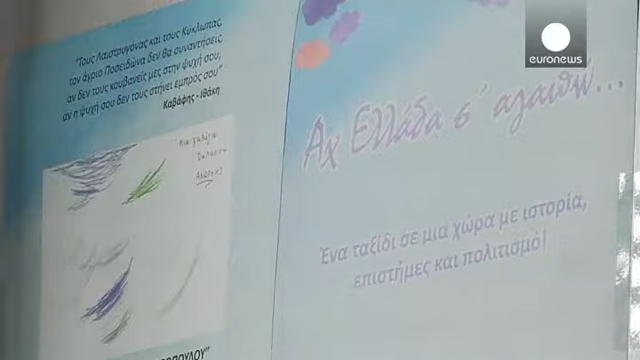 "Τους Λαιστρυγόνας και τους Κύκλωπας
τον άγριο Ποσειδώνα δεν θα συναντήσεις
αν δεν τους κουβανείς μες στην ψυχή σου,
αν η ψυχή σου δεν τους στήνει εμπρός σου"
Καβάφης - Ιθάκη
Αχ Ελλάδα σ' αγαπώ...
Ένα ταξίδι σε μια χώρα με ιστορία,
επιστήμες και πολιτισμό!
euronews